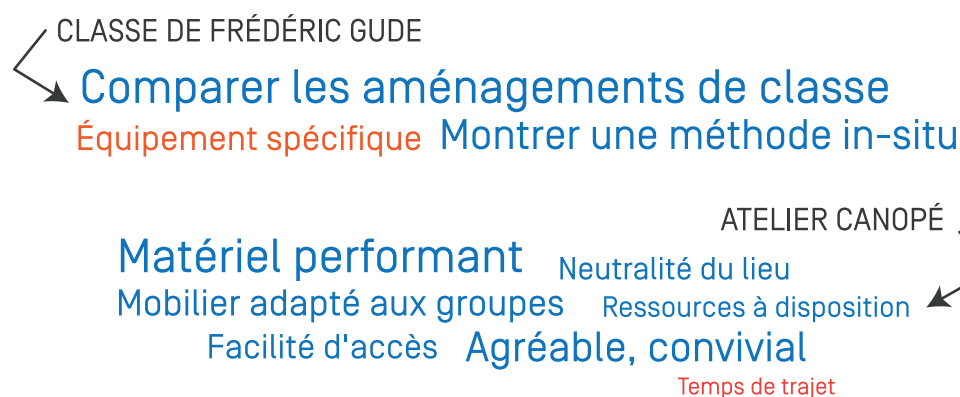 CLASSE DE FRÉDÉRIC GUDE
Comparer les aménagements de classe
Équipement spécifique Montrer une méthode in-situ
ATELIER CANOPÉ
Matériel performant Neutralité du lieu
Mobilier adapté aux groupes Ressources à disposition
Facilité d'accès Agréable, convivial
Temps de trajet